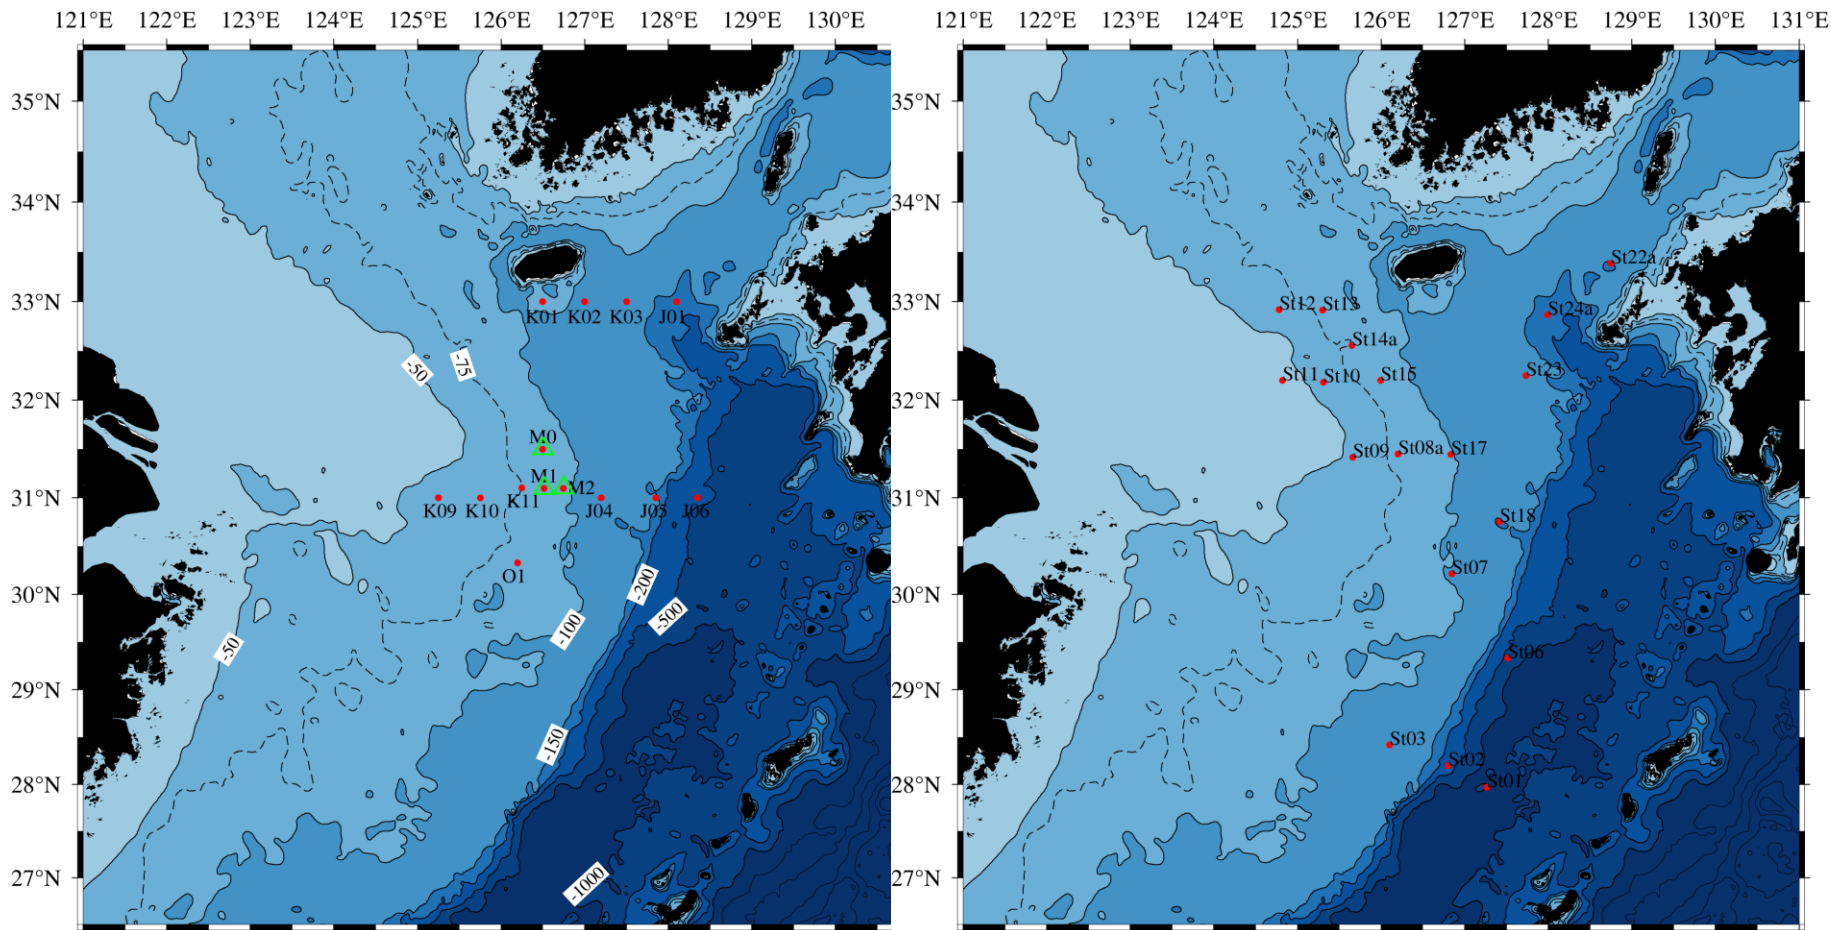 121°E 122°E 123°E 124°E 125°E 126°E 127°E 128°E 129°E 130°E
35°N
34°N
33°N
32°N
31°N
30°N
29°N
28°N
27°N
K01 K02 K03 J01
-50
-75
M0
M1
M2
K09 K10 K11 J04 J05 J06
O1
-200
-500
-100
-50
-150
-1000
121°E 122°E 123°E 124°E 125°E 126°E 127°E 128°E 129°E 130°E 131°E
35°N
34°N
33°N
32°N
31°N
30°N
29°N
28°N
27°N
St22a
St12 St13 St24a
St14a
St11 St10 St15 St23
St09 St08a St17
St18
St07
St06
St03
St02
St01